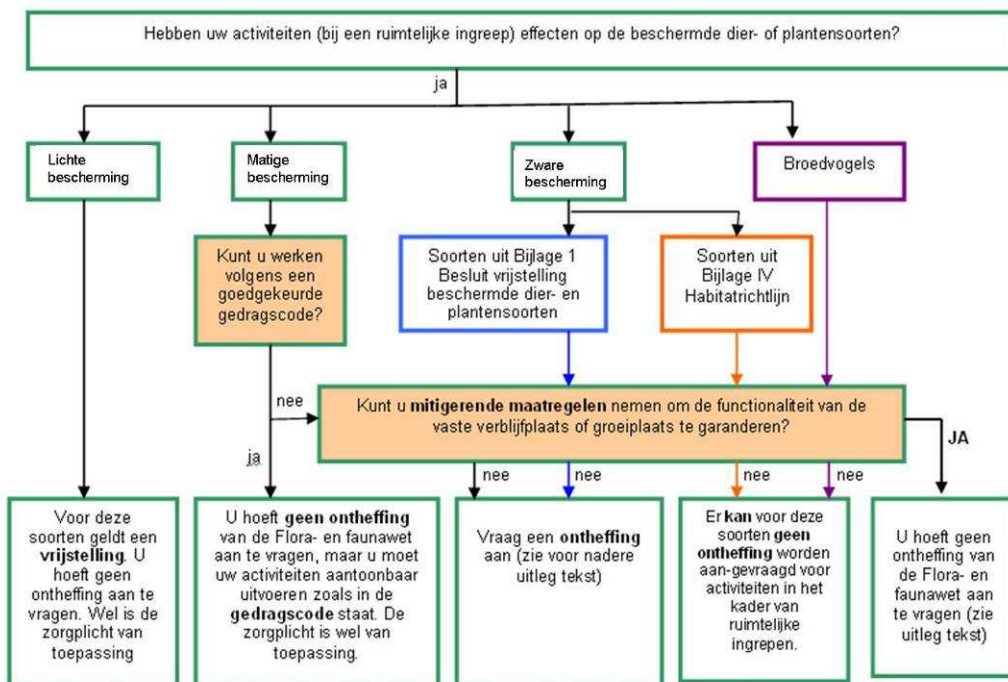 Hebben uw activiteiten (bij een ruimtelijke ingreep) effecten op de beschermde dier- of plantensoorten?
ja
Lichte
bescherming
Matige
bescherming
Zware
bescherming
Broedvogels
Kunt u werken
volgens een
goedgekeurde
gedragscode?
Soorten uit Bijlage 1
Besluit vrijstelling
beschermde dier- en
plantensoorten
Soorten uit
Bijlage IV
Habitatrichtlijn
nee
Kunt u mitigerende maatregelen nemen om de functionaliteit van de
vaste verblijfplaats of groeiplaats te garanderen?
JA
ja
nee
nee
nee
nee
Voor deze
soorten geldt een
vrijstelling. U
hoeft geen
ontheffing aan te
vragen. Wel is de
zorgplicht van
toepassing
U hoeft geen ontheffing
van de Flora- en faunawet
aan te vragen, maar u moet
uw activiteiten aantoonbaar
uitvoeren zoals in de
gedragscode staat. De
zorgplicht is wel van
toepassing.
Vraag een ontheffing
aan (zie voor nadere
uitleg tekst)
Er kan voor deze
soorten geen
ontheffing worden
aan-gevraagd voor
activiteiten in het
kader van
ruimtelijke
ingrepen.
U hoeft geen
ontheffing van
de Flora- en
faunawet aan
te vragen (zie
uitleg tekst)